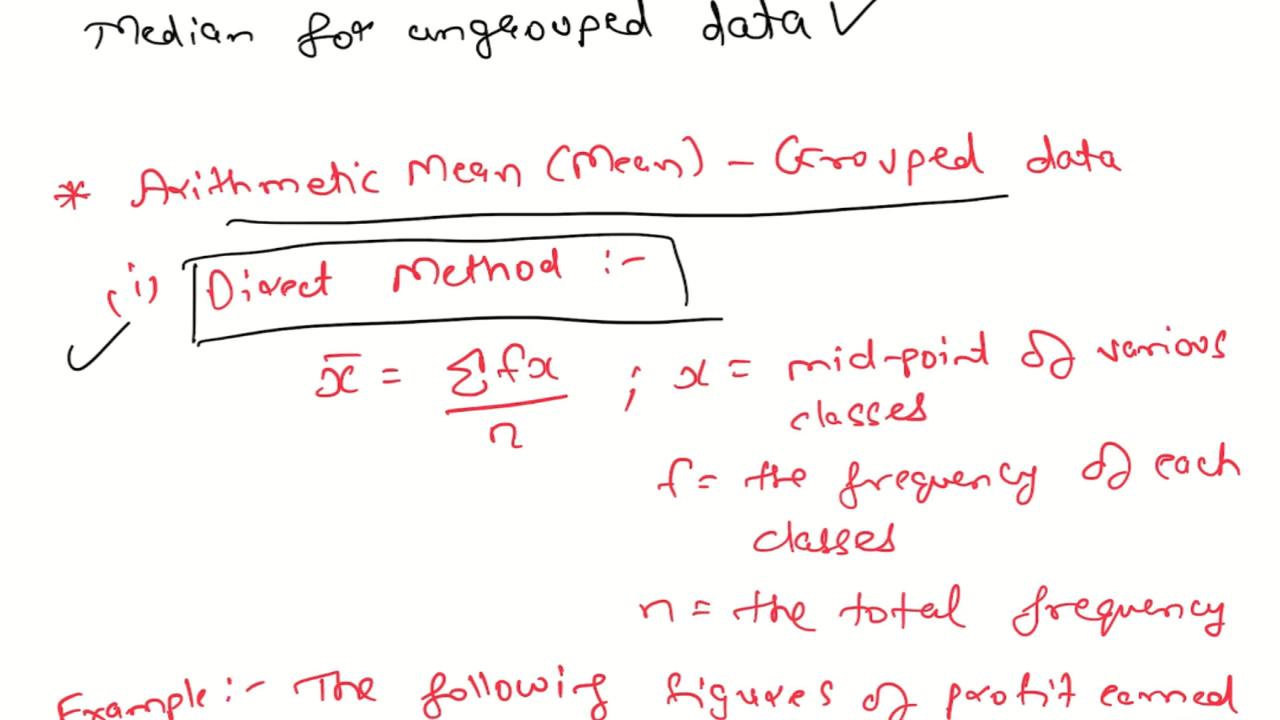 Median for ungrouped data ✓
* Arithmetic Mean (Mean) - Grouped data
(i) Direct Method :-
✓ x̄ = Σfx / n ; x = mid-point of various
classes
f = the frequency of each
classes
n = the total frequency
Example :- The following figures of profit earned